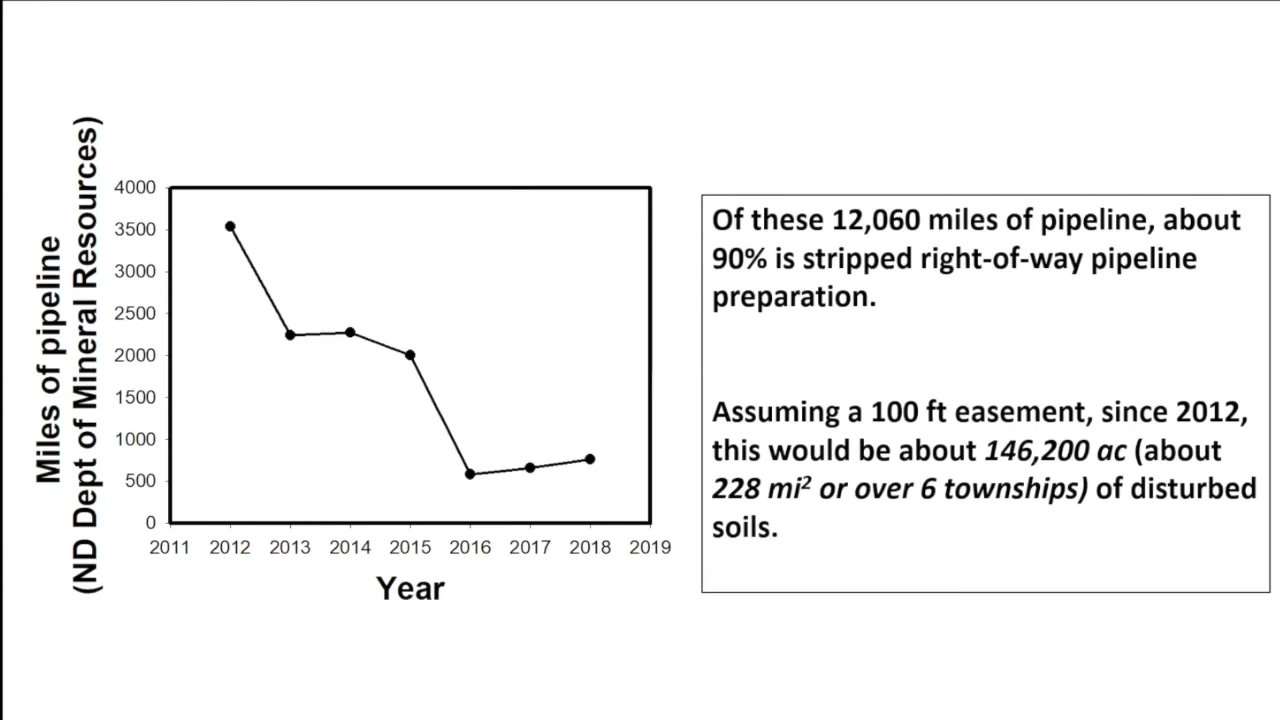 Miles of pipeline
(ND Dept of Mineral Resources)
4000
3500
3000
2500
2000
1500
1000
500
0
2011 2012 2013 2014 2015 2016 2017 2018 2019
Year
Of these 12,060 miles of pipeline, about
90% is stripped right-of-way pipeline
preparation.
Assuming a 100 ft easement, since 2012,
this would be about 146,200 ac (about
228 mi² or over 6 townships) of disturbed
soils.